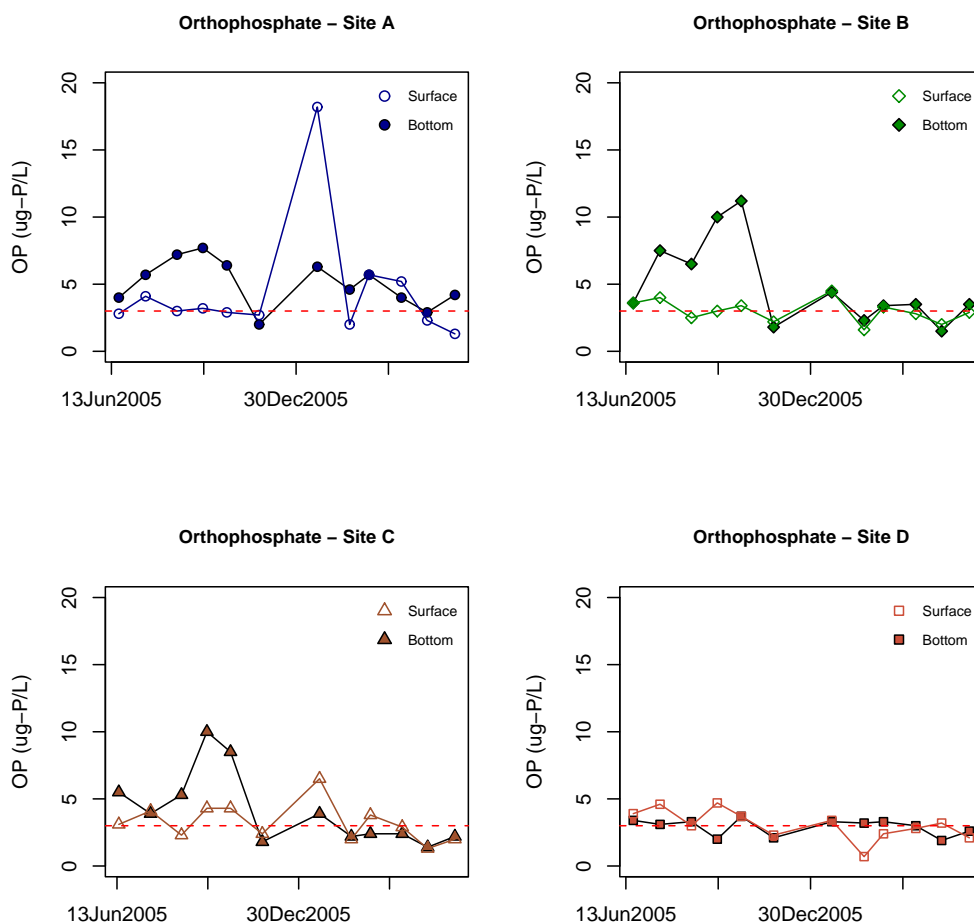 Orthophosphate – Site A
OP (ug–P/L)
20
15
10
5
0
Surface
Bottom
13Jun2005
30Dec2005
Orthophosphate – Site B
OP (ug–P/L)
20
15
10
5
0
Surface
Bottom
13Jun2005
30Dec2005
Orthophosphate – Site C
OP (ug–P/L)
20
15
10
5
0
Surface
Bottom
13Jun2005
30Dec2005
Orthophosphate – Site D
OP (ug–P/L)
20
15
10
5
0
Surface
Bottom
13Jun2005
30Dec2005